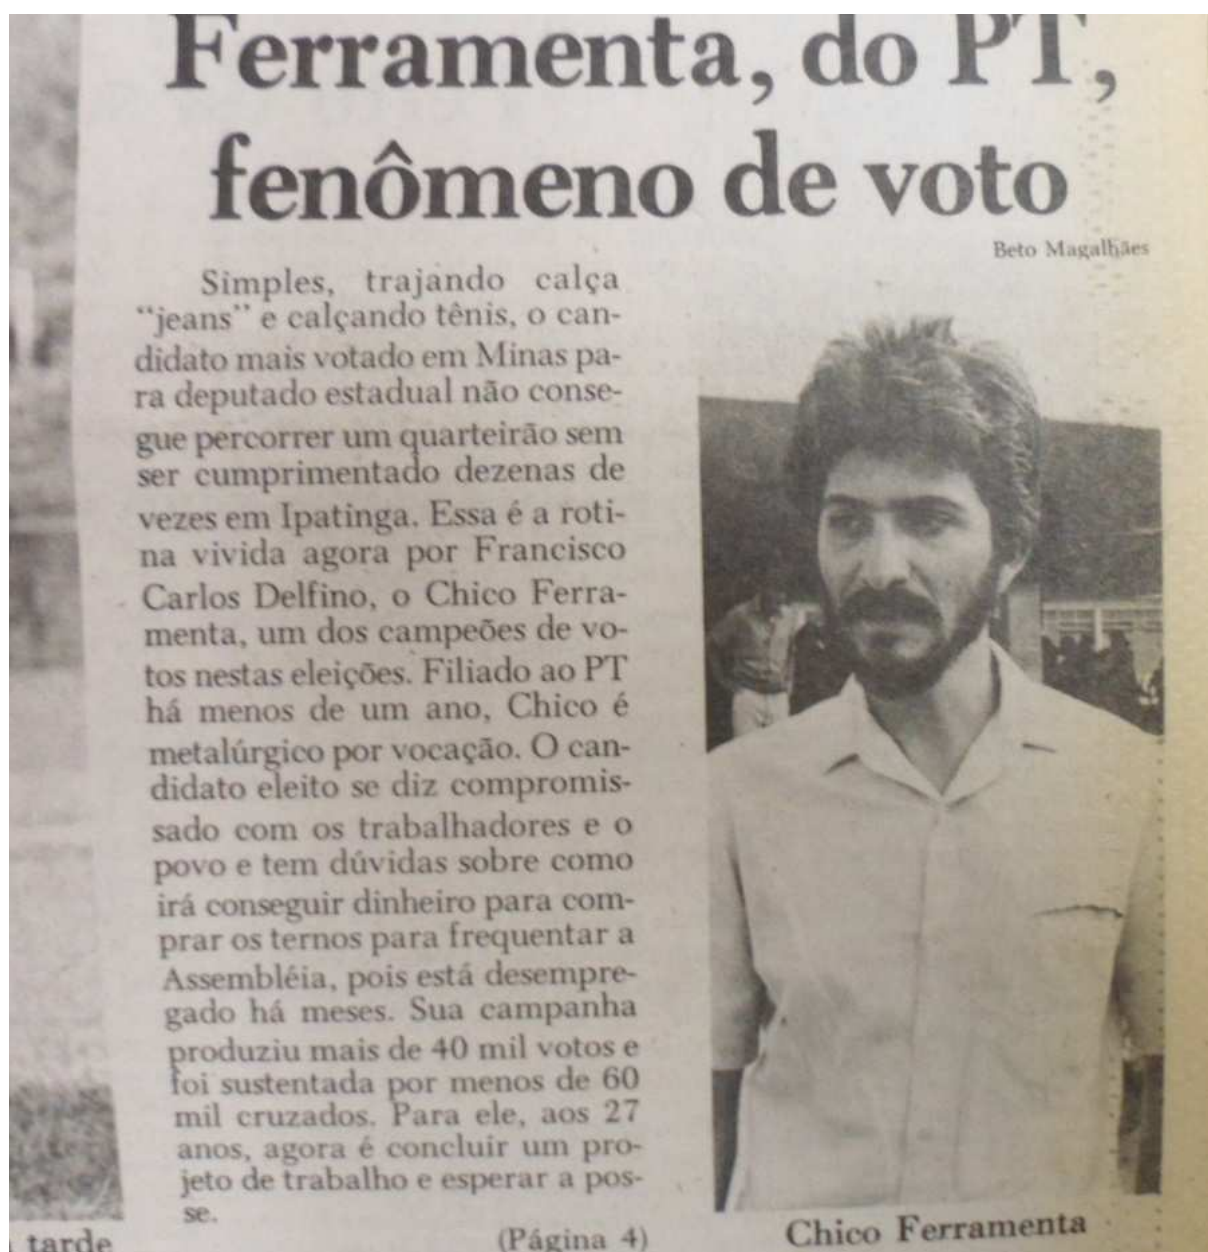 Ferramenta, do PT,
fenômeno de voto
Beto Magalhães
Simples, trajando calça
“jeans” e calçando tênis, o can-
didato mais votado em Minas pa-
ra deputado estadual não conse-
gue percorrer um quarteirão sem
ser cumprimentado dezenas de
vezes em Ipatinga. Essa é a roti-
na vivida agora por Francisco
Carlos Delfino, o Chico Ferra-
menta, um dos campeões de vo-
tos nestas eleições. Filiado ao PT
há menos de um ano, Chico é
metalúrgico por vocação. O can-
didato eleito se diz compromis-
sado com os trabalhadores e o
povo e tem dúvidas sobre como
irá conseguir dinheiro para com-
prar os ternos para frequentar a
Assembléia, pois está desempre-
gado há meses. Sua campanha
produziu mais de 40 mil votos e
foi sustentada por menos de 60
mil cruzados. Para ele, aos 27
anos, agora é concluir um pro-
jeto de trabalho e esperar a pos-
se.
(Página 4)
Chico Ferramenta
tarde